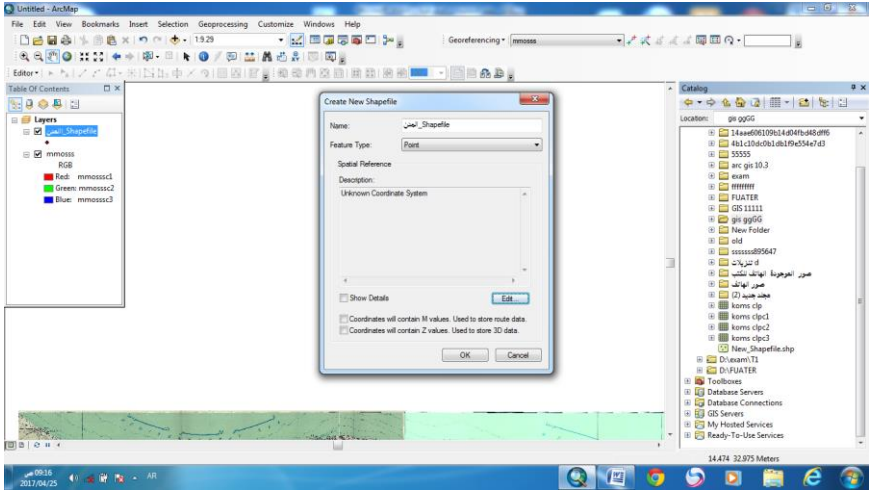 Untitled - ArcMap
File Edit View Bookmarks Insert Selection Geoprocessing Customize Windows Help
1:9.29
Georeferencing mmosss
Editor
Table Of Contents
Layers
Shapefile_المدن
mmosss
RGB
Red: mmosssc1
Green: mmosssc2
Blue: mmosssc3
Create New Shapefile
Name: Shapefile_المدن
Feature Type: Point
Spatial Reference
Description:
Unknown Coordinate System
Show Details
Edit...
Coordinates will contain M values. Used to store route data.
Coordinates will contain Z values. Used to store 3D data.
OK Cancel
Catalog
Location: gis ggGG
14aae606109b14d04fbd48dff6
4b1c10dc0b1db1f9e554e7d3
55555
arc gis 10.3
exam
fffffffff
FUATER
GIS 11111
gis ggGG
New Folder
old
sssssss895647
تنزيلات d
صور الموجودة الهاتف للكتب
صور الهاتف
مجلد جديد (2)
koms clp
koms clpc1
koms clpc2
koms clpc3
New_Shapefile.shp
D:\exam\T1
D:\FUATER
Toolboxes
Database Servers
Database Connections
GIS Servers
My Hosted Services
Ready-To-Use Services
14.474 32.975 Meters
09:16 ص
2017/04/25
AR